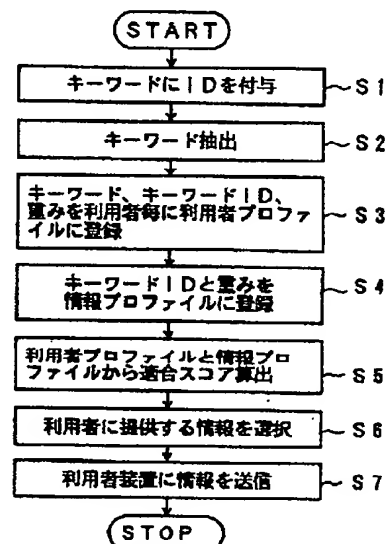 START
キーワードにIDを付与 S1
キーワード抽出 S2
キーワード、キーワードID、
重みを利用者毎に利用者プロファ
イルに登録 S3
キーワードIDと重みを
情報プロファイルに登録 S4
利用者プロファイルと情報プロ
ファイルから適合スコア算出 S5
利用者に提供する情報を選択 S6
利用者装置に情報を送信 S7
STOP